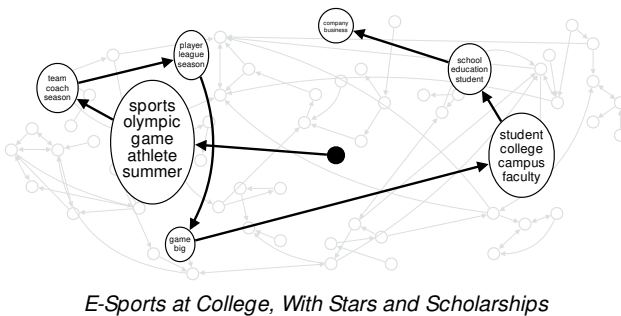 company
business
player
league
season
school
education
student
team
coach
season
sports
olympic
game
athlete
summer
student
college
campus
faculty
game
big
E-Sports at College, With Stars and Scholarships